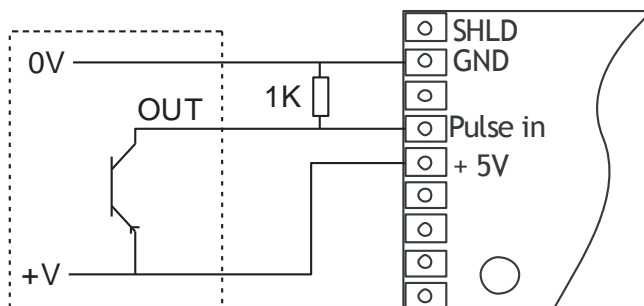 SHLD
0V
GND
1K
OUT
Pulse in
+ 5V
+V